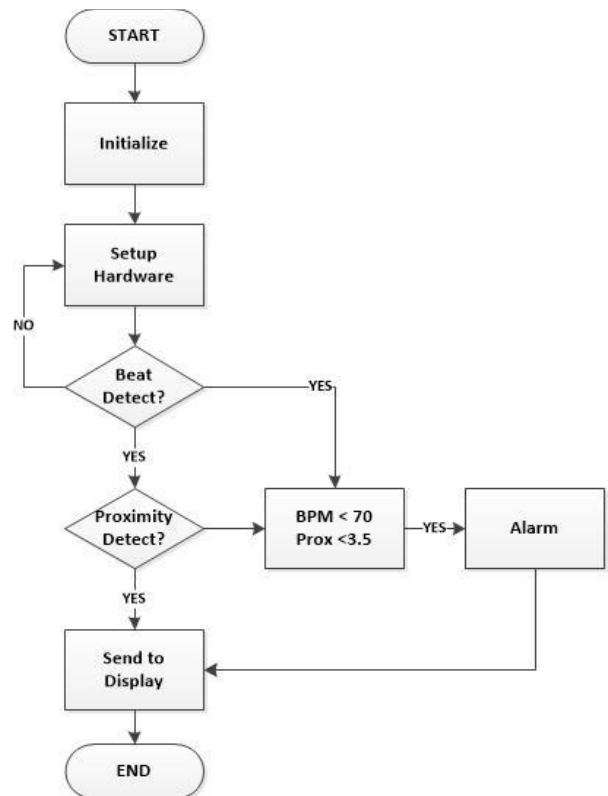 START
Initialize
Setup
Hardware
NO
Beat
Detect?
YES
YES
Proximity
Detect?
BPM < 70
Prox <3.5
YES
Alarm
YES
Send to
Display
END